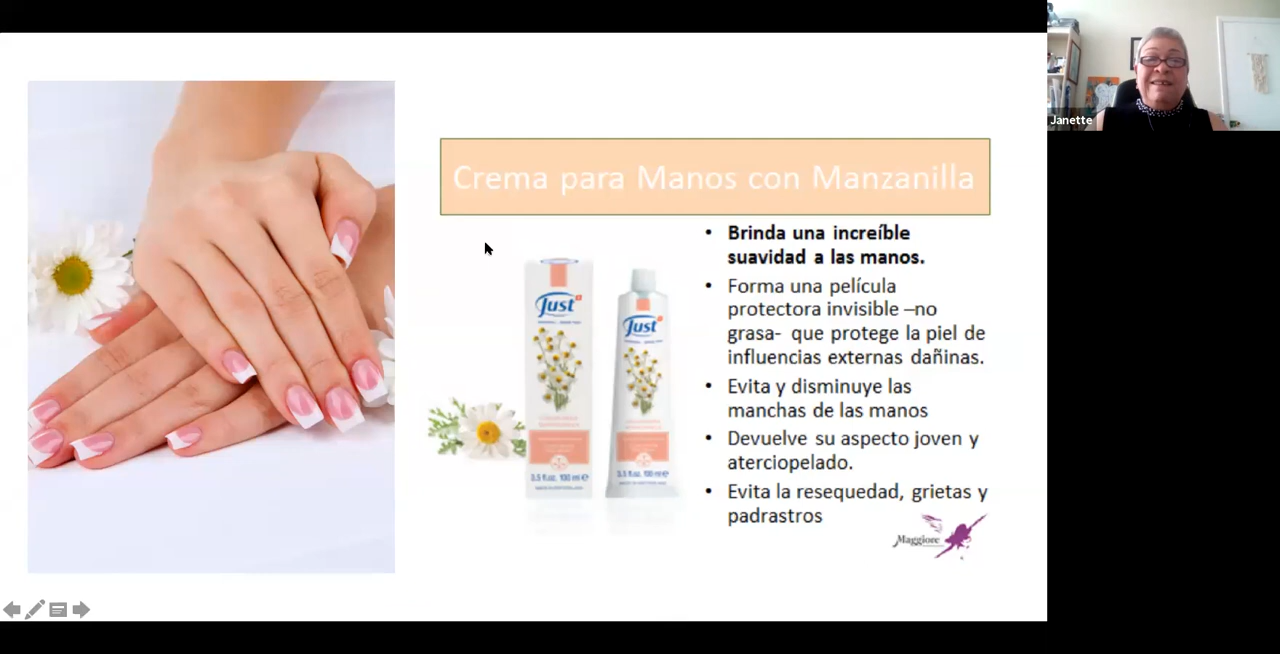 Janette
Crema para Manos con Manzanilla
• Brinda una increíble
suavidad a las manos.
• Forma una película
protectora invisible –no
grasa- que protege la piel de
influencias externas dañinas.
• Evita y disminuye las
manchas de las manos
• Devuelve su aspecto joven y
aterciopelado.
• Evita la resequedad, grietas y
padrastros
Just
Just
3.5 fl.oz. 100 ml e
3.5 fl.oz. 100 ml e
Maggiore